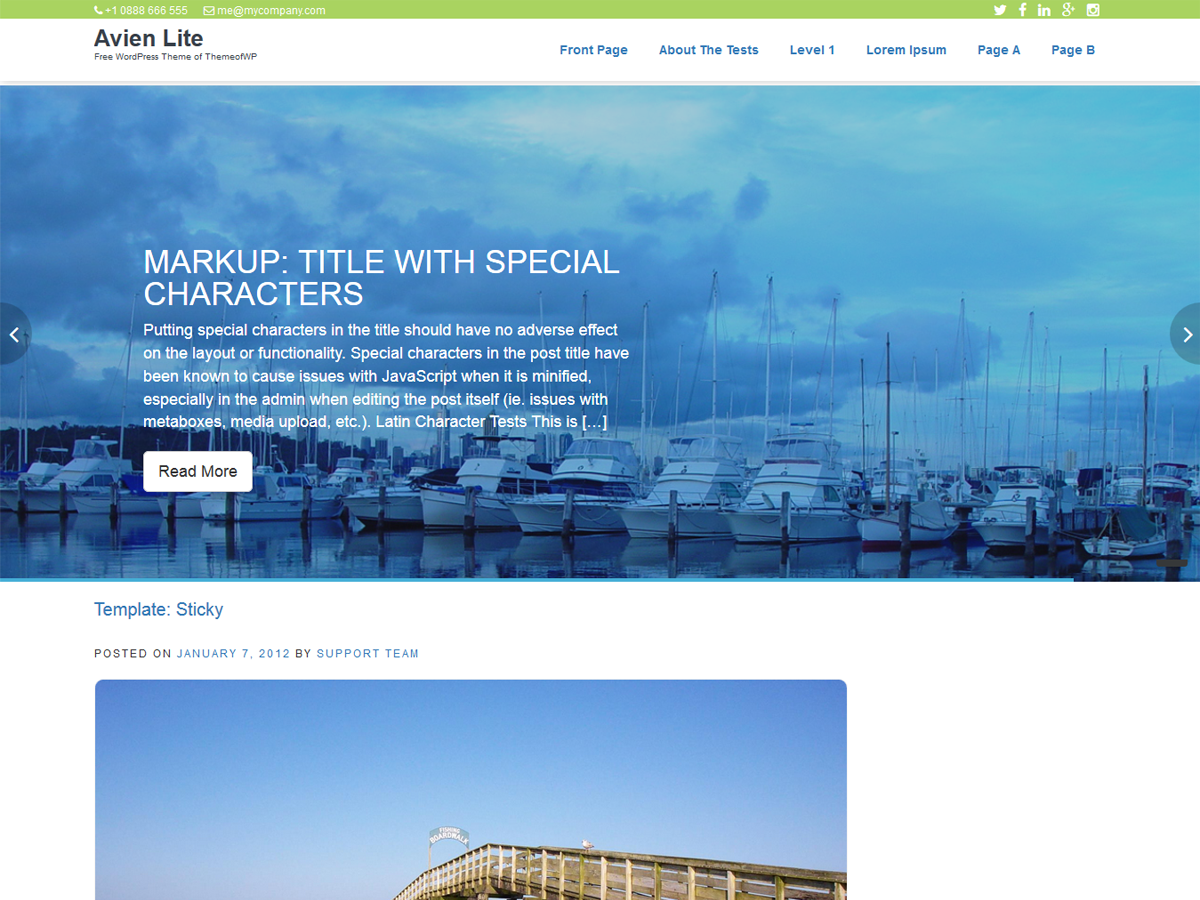 +1 0888 666 555 me@mycompany.com
Avien Lite
Free WordPress Theme of ThemeofWP
Front Page About The Tests Level 1 Lorem Ipsum Page A Page B
MARKUP: TITLE WITH SPECIAL
CHARACTERS
Putting special characters in the title should have no adverse effect
on the layout or functionality. Special characters in the post title have
been known to cause issues with JavaScript when it is minified,
especially in the admin when editing the post itself (ie. issues with
metaboxes, media upload, etc.). Latin Character Tests This is […]
Read More
Template: Sticky
POSTED ON JANUARY 7, 2012 BY SUPPORT TEAM
FISHING
BOARDWALK